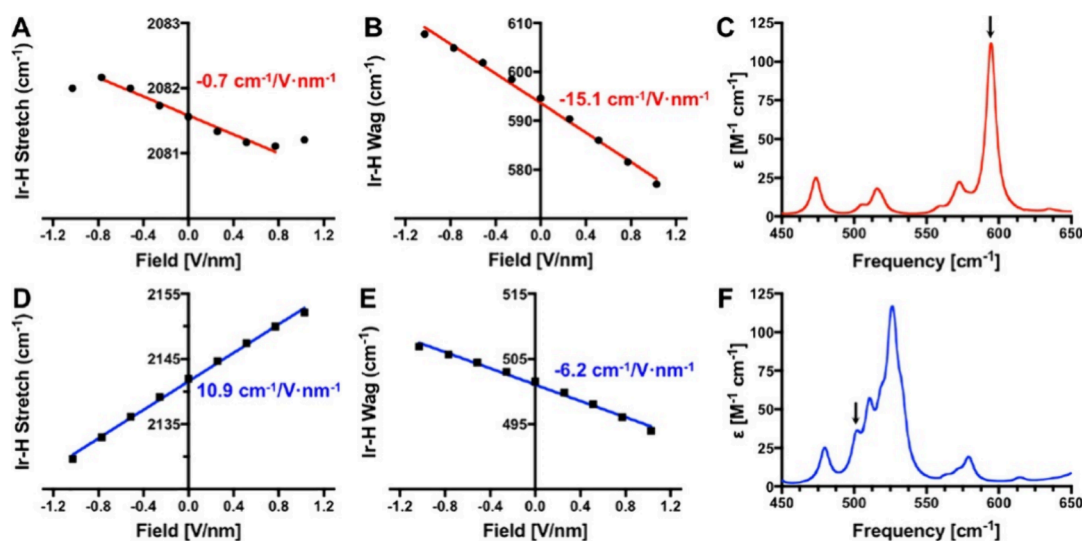 A
Ir-H Stretch (cm⁻¹)
2083
2082
2081
-0.7 cm⁻¹/V·nm⁻¹
-1.2 -0.8 -0.4 0.0 0.4 0.8 1.2
Field [V/nm]
B
Ir-H Wag (cm⁻¹)
610
600
590
580
-15.1 cm⁻¹/V·nm⁻¹
-1.2 -0.8 -0.4 0.0 0.4 0.8 1.2
Field [V/nm]
C
ε [M⁻¹ cm⁻¹]
125
100
75
50
25
0
450 500 550 600 650
Frequency [cm⁻¹]
D
Ir-H Stretch (cm⁻¹)
2155
2145
2135
10.9 cm⁻¹/V·nm⁻¹
-1.2 -0.8 -0.4 0.0 0.4 0.8 1.2
Field [V/nm]
E
Ir-H Wag (cm⁻¹)
515
505
495
-6.2 cm⁻¹/V·nm⁻¹
-1.2 -0.8 -0.4 0.0 0.4 0.8 1.2
Field [V/nm]
F
ε [M⁻¹ cm⁻¹]
125
100
75
50
25
0
450 500 550 600 650
Frequency [cm⁻¹]